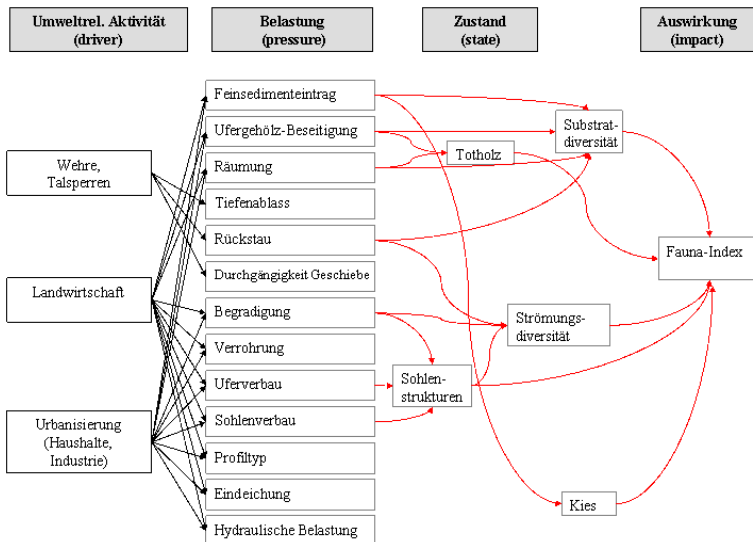 Umweltrel. Aktivität
(driver)
Belastung
(pressure)
Zustand
(state)
Auswirkung
(impact)
Wehre,
Talsperren
Landwirtschaft
Urbanisierung
(Haushalte,
Industrie)
Feinsedimenteintrag
Ufergehölz-Beseitigung
Räumung
Tiefenablass
Rückstau
Durchgängigkeit Geschiebe
Begradigung
Verrohrung
Uferverbau
Sohlenverbau
Profiltyp
Eindeichung
Hydraulische Belastung
Totholz
Sohlen-
strukturen
Substrat-
diversität
Strömungs-
diversität
Kies
Fauna-Index